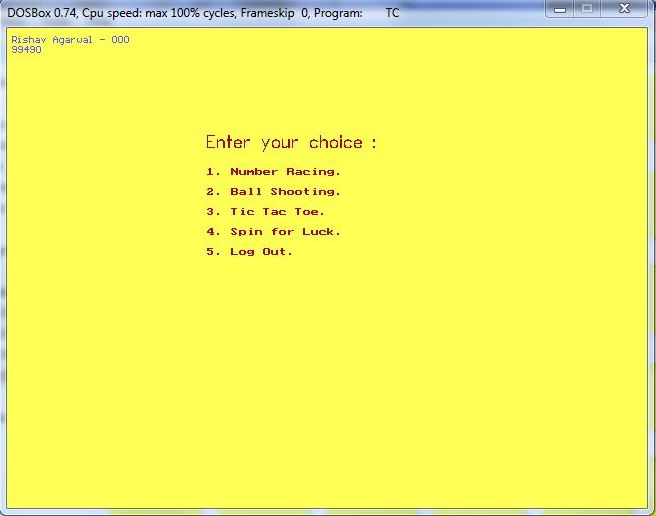 DOSBox 0.74, Cpu speed: max 100% cycles, Frameskip 0, Program: TC
Rishav Agarwal - 000
99490
Enter your choice :
1. Number Racing.
2. Ball Shooting.
3. Tic Tac Toe.
4. Spin for Luck.
5. Log Out.